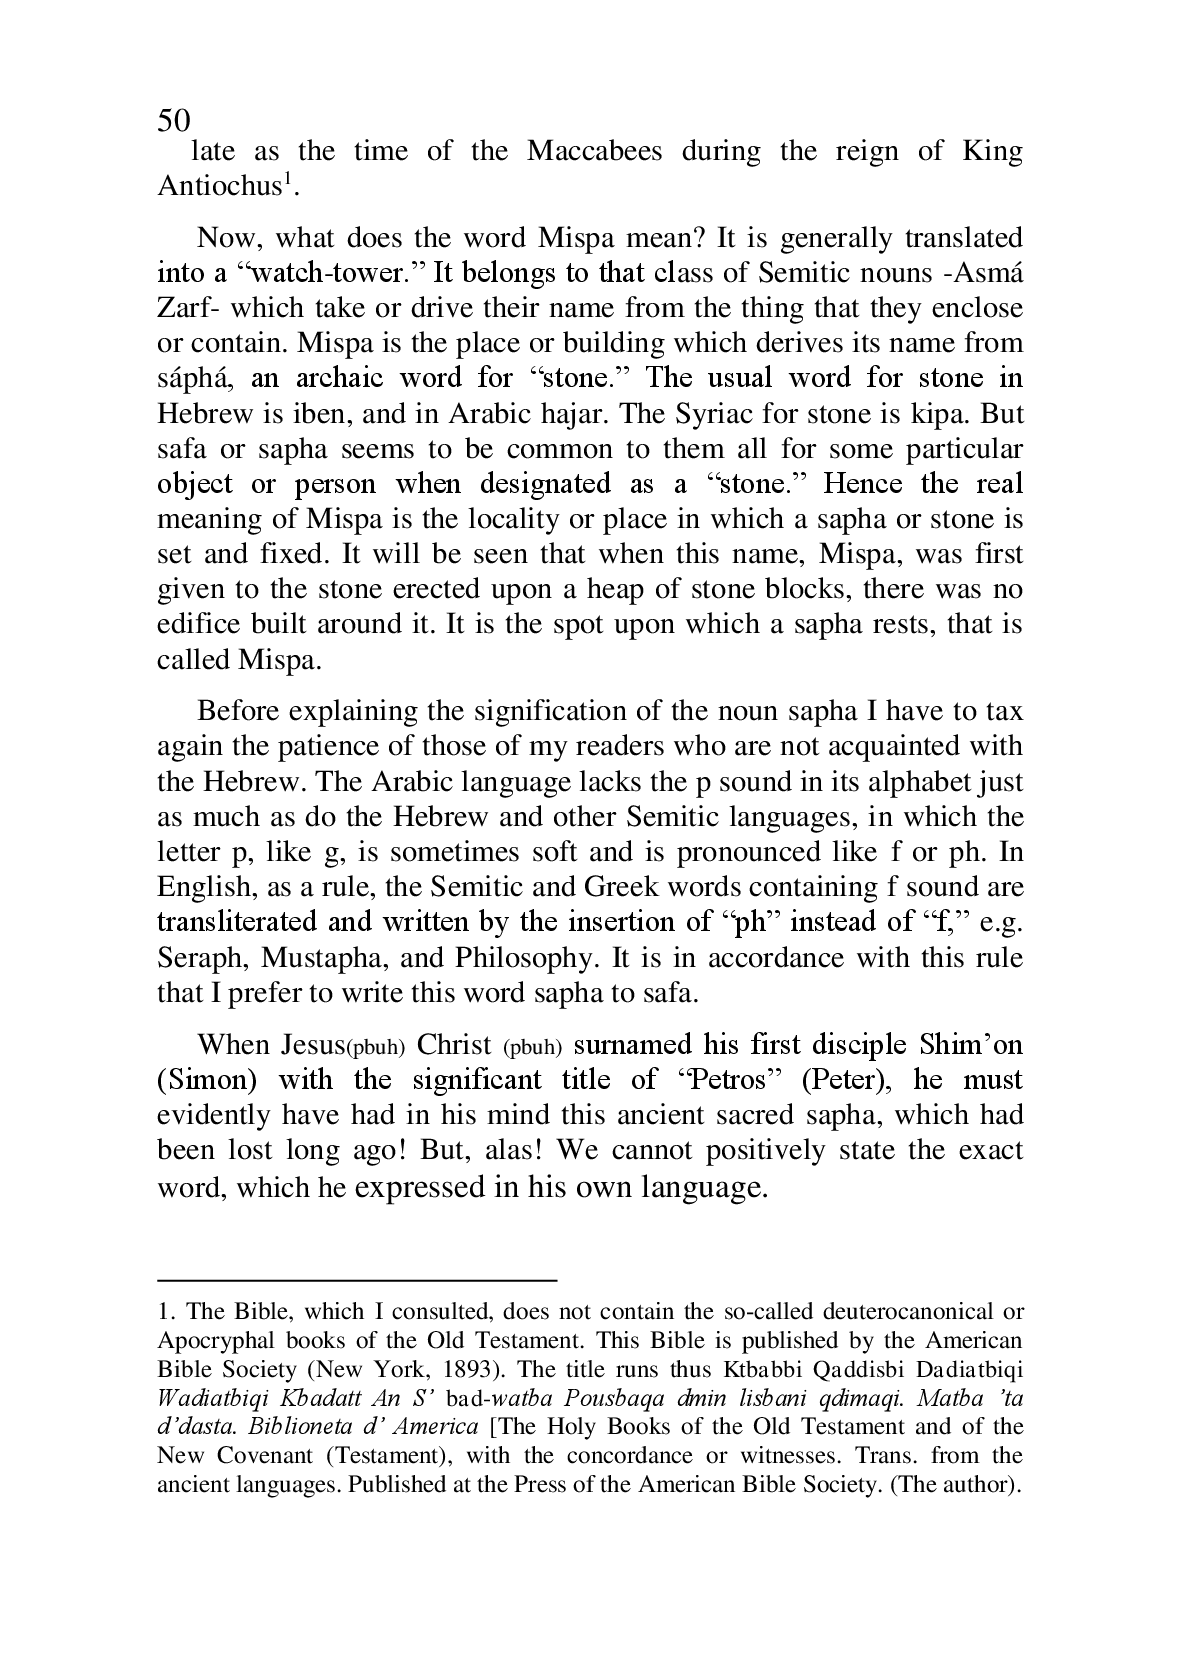 50
late as the time of the Maccabees during the reign of King
Antiochus1.
Now, what does the word Mispa mean? It is generally translated
into a “watch-tower.” It belongs to that class of Semitic nouns -Asmá
Zarf- which take or drive their name from the thing that they enclose
or contain. Mispa is the place or building which derives its name from
sáphá, an archaic word for “stone.” The usual word for stone in
Hebrew is iben, and in Arabic hajar. The Syriac for stone is kipa. But
safa or sapha seems to be common to them all for some particular
object or person when designated as a “stone.” Hence the real
meaning of Mispa is the locality or place in which a sapha or stone is
set and fixed. It will be seen that when this name, Mispa, was first
given to the stone erected upon a heap of stone blocks, there was no
edifice built around it. It is the spot upon which a sapha rests, that is
called Mispa.
Before explaining the signification of the noun sapha I have to tax
again the patience of those of my readers who are not acquainted with
the Hebrew. The Arabic language lacks the p sound in its alphabet just
as much as do the Hebrew and other Semitic languages, in which the
letter p, like g, is sometimes soft and is pronounced like f or ph. In
English, as a rule, the Semitic and Greek words containing f sound are
transliterated and written by the insertion of “ph” instead of “f,” e.g.
Seraph, Mustapha, and Philosophy. It is in accordance with this rule
that I prefer to write this word sapha to safa.
When Jesus(pbuh) Christ (pbuh) surnamed his first disciple Shim’on
(Simon) with the significant title of “Petros” (Peter), he must
evidently have had in his mind this ancient sacred sapha, which had
been lost long ago! But, alas! We cannot positively state the exact
word, which he expressed in his own language.
1. The Bible, which I consulted, does not contain the so-called deuterocanonical or
Apocryphal books of the Old Testament. This Bible is published by the American
Bible Society (New York, 1893). The title runs thus Ktbabbi Qaddisbi Dadiatbiqi
Wadiatbiqi Kbadatt An S’ bad-watba Pousbaqa dmin lisbani qdimaqi. Matba ’ta
d’dasta. Biblioneta d’ America [The Holy Books of the Old Testament and of the
New Covenant (Testament), with the concordance or witnesses. Trans. from the
ancient languages. Published at the Press of the American Bible Society. (The author).